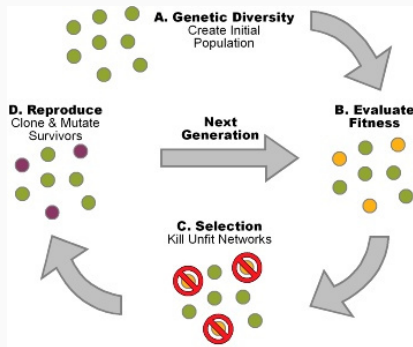 A. Genetic Diversity
Create Initial
Population
D. Reproduce
Clone & Mutate
Survivors
Next
Generation
B. Evaluate
Fitness
C. Selection
Kill Unfit Networks